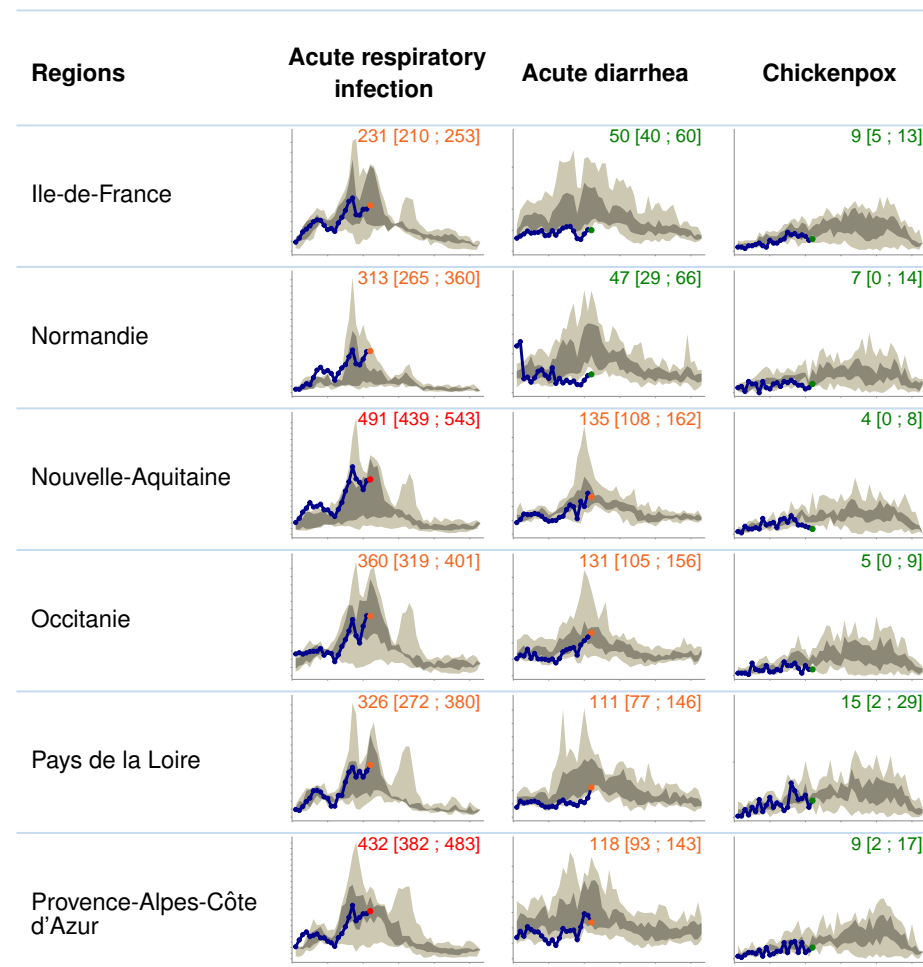 Regions
Acute respiratory
infection
Acute diarrhea
Chickenpox
Ile-de-France
231 [210 ; 253]
50 [40 ; 60]
9 [5 ; 13]
Normandie
313 [265 ; 360]
47 [29 ; 66]
7 [0 ; 14]
Nouvelle-Aquitaine
491 [439 ; 543]
135 [108 ; 162]
4 [0 ; 8]
Occitanie
360 [319 ; 401]
131 [105 ; 156]
5 [0 ; 9]
Pays de la Loire
326 [272 ; 380]
111 [77 ; 146]
15 [2 ; 29]
Provence-Alpes-Côte
d'Azur
432 [382 ; 483]
118 [93 ; 143]
9 [2 ; 17]